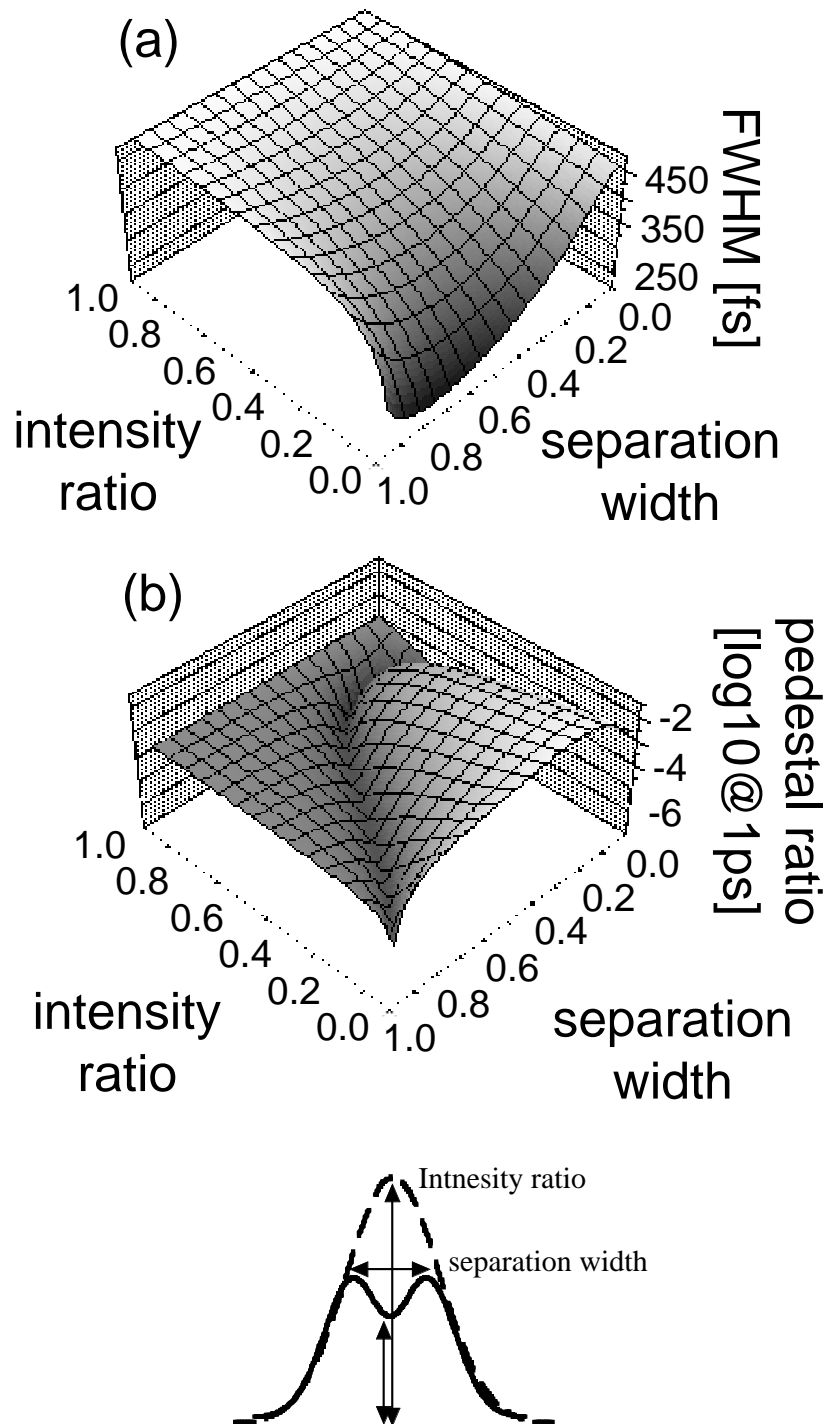 (a)
FWHM [fs]
450
350
250
1.0
0.8
0.6
0.4
0.2
0.0
0.0
0.2
0.4
0.6
0.8
1.0
intensity
ratio
separation
width
(b)
pedestal ratio
[log10@1ps]
-2
-4
-6
1.0
0.8
0.6
0.4
0.2
0.0
0.0
0.2
0.4
0.6
0.8
1.0
intensity
ratio
separation
width
Intnesity ratio
separation width